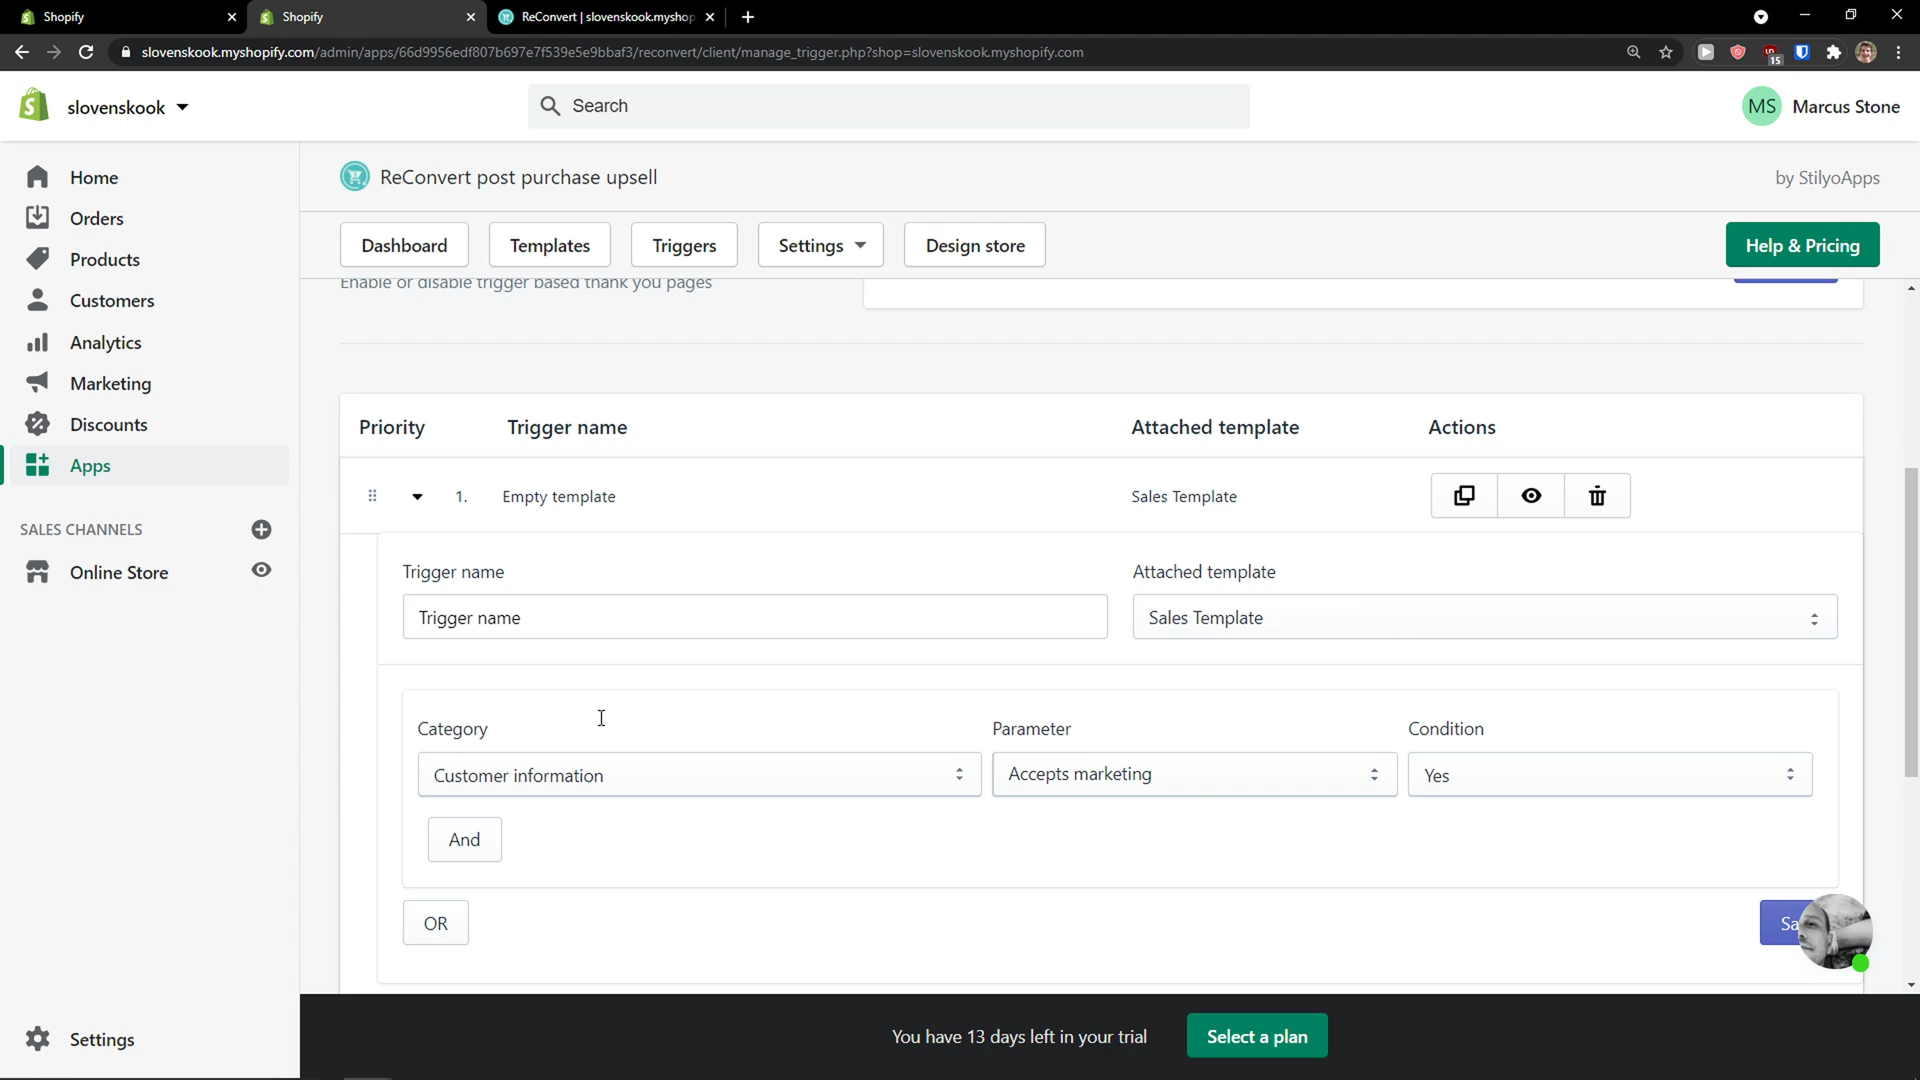 Shopify
Shopify
ReConvert | slovenskook.myshop
slovenskook.myshopify.com/admin/apps/66d9956edf807b697e7f539e5e9bbaf3/reconvert/client/manage_trigger.php?shop=slovenskook.myshopify.com
15
slovenskook
Search
MS
Marcus Stone
Home
Orders
Products
Customers
Analytics
Marketing
Discounts
Apps
SALES CHANNELS
Online Store
Settings
ReConvert post purchase upsell
by StilyoApps
Dashboard
Templates
Triggers
Settings
Design store
Help & Pricing
Enable or disable trigger based thank you pages
Priority
Trigger name
Attached template
Actions
1.
Empty template
Sales Template
Trigger name
Attached template
Trigger name
Sales Template
Category
Parameter
Condition
Customer information
Accepts marketing
Yes
And
OR
Sa
You have 13 days left in your trial
Select a plan